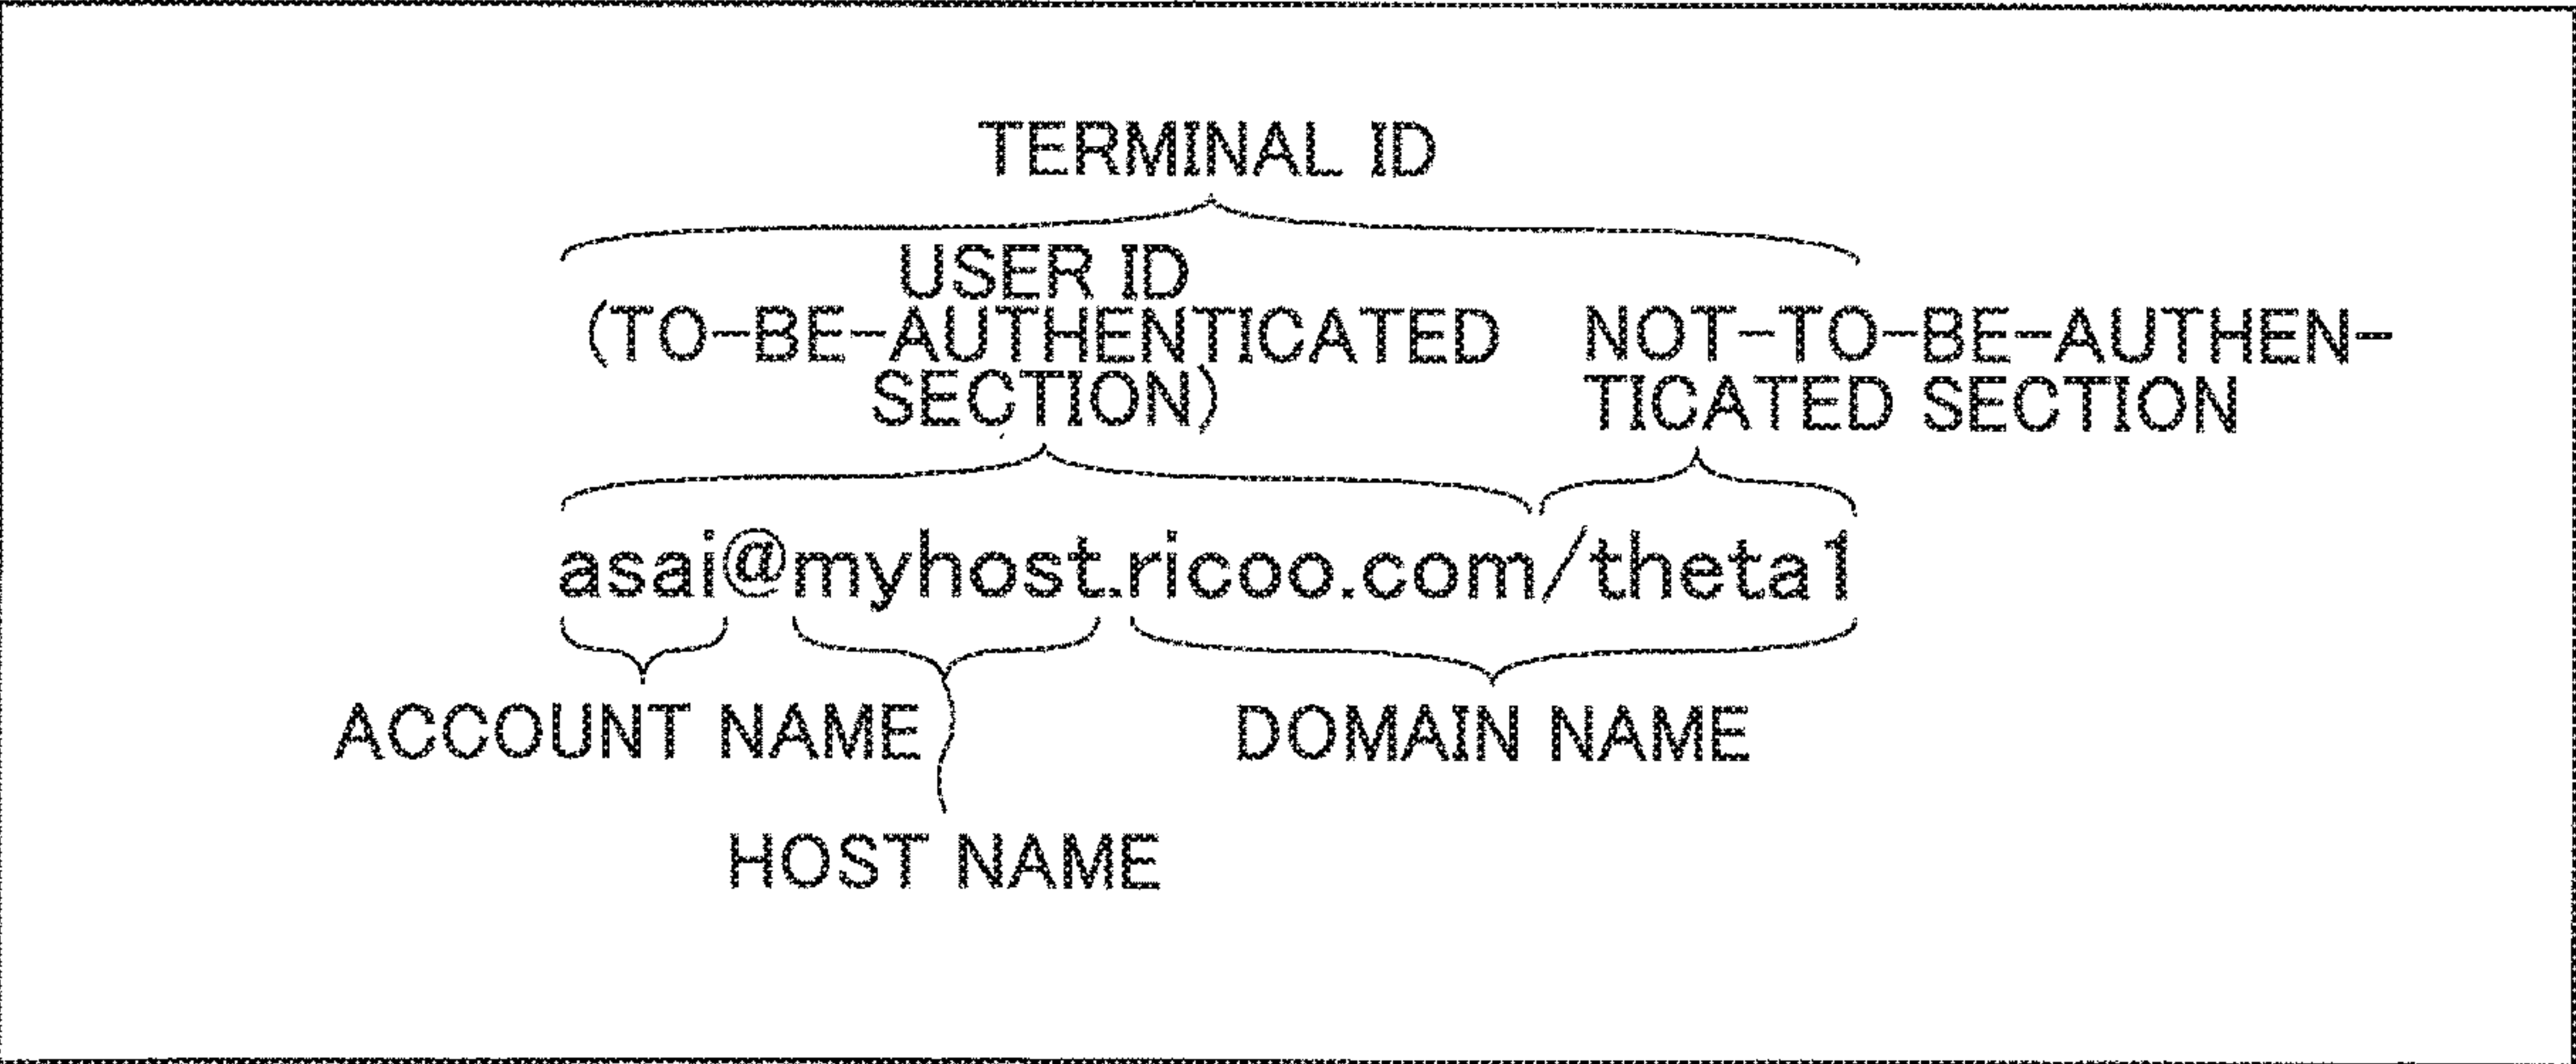 TERMINAL ID
USER ID
(TO-BE-AUTHENTICATED
SECTION)
NOT-TO-BE-AUTHEN-
TICATED SECTION
asai@myhost.ricoo.com/theta1
ACCOUNT NAME
DOMAIN NAME
HOST NAME